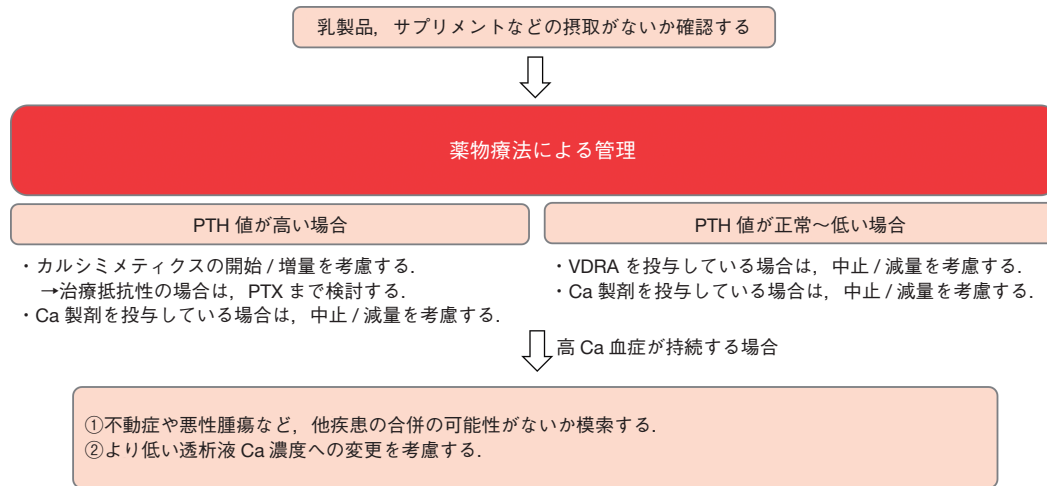 乳製品，サプリメントなどの摂取がないか確認する
薬物療法による管理
PTH 値が高い場合
・カルシミメティクスの開始 / 増量を考慮する.
→治療抵抗性の場合は，PTX まで検討する.
・Ca 製剤を投与している場合は，中止 / 減量を考慮する.
PTH 値が正常〜低い場合
・VDRA を投与している場合は，中止 / 減量を考慮する.
・Ca 製剤を投与している場合は，中止 / 減量を考慮する.
高 Ca 血症が持続する場合
①不動症や悪性腫瘍など，他疾患の合併の可能性がないか模索する.
②より低い透析液 Ca 濃度への変更を考慮する.